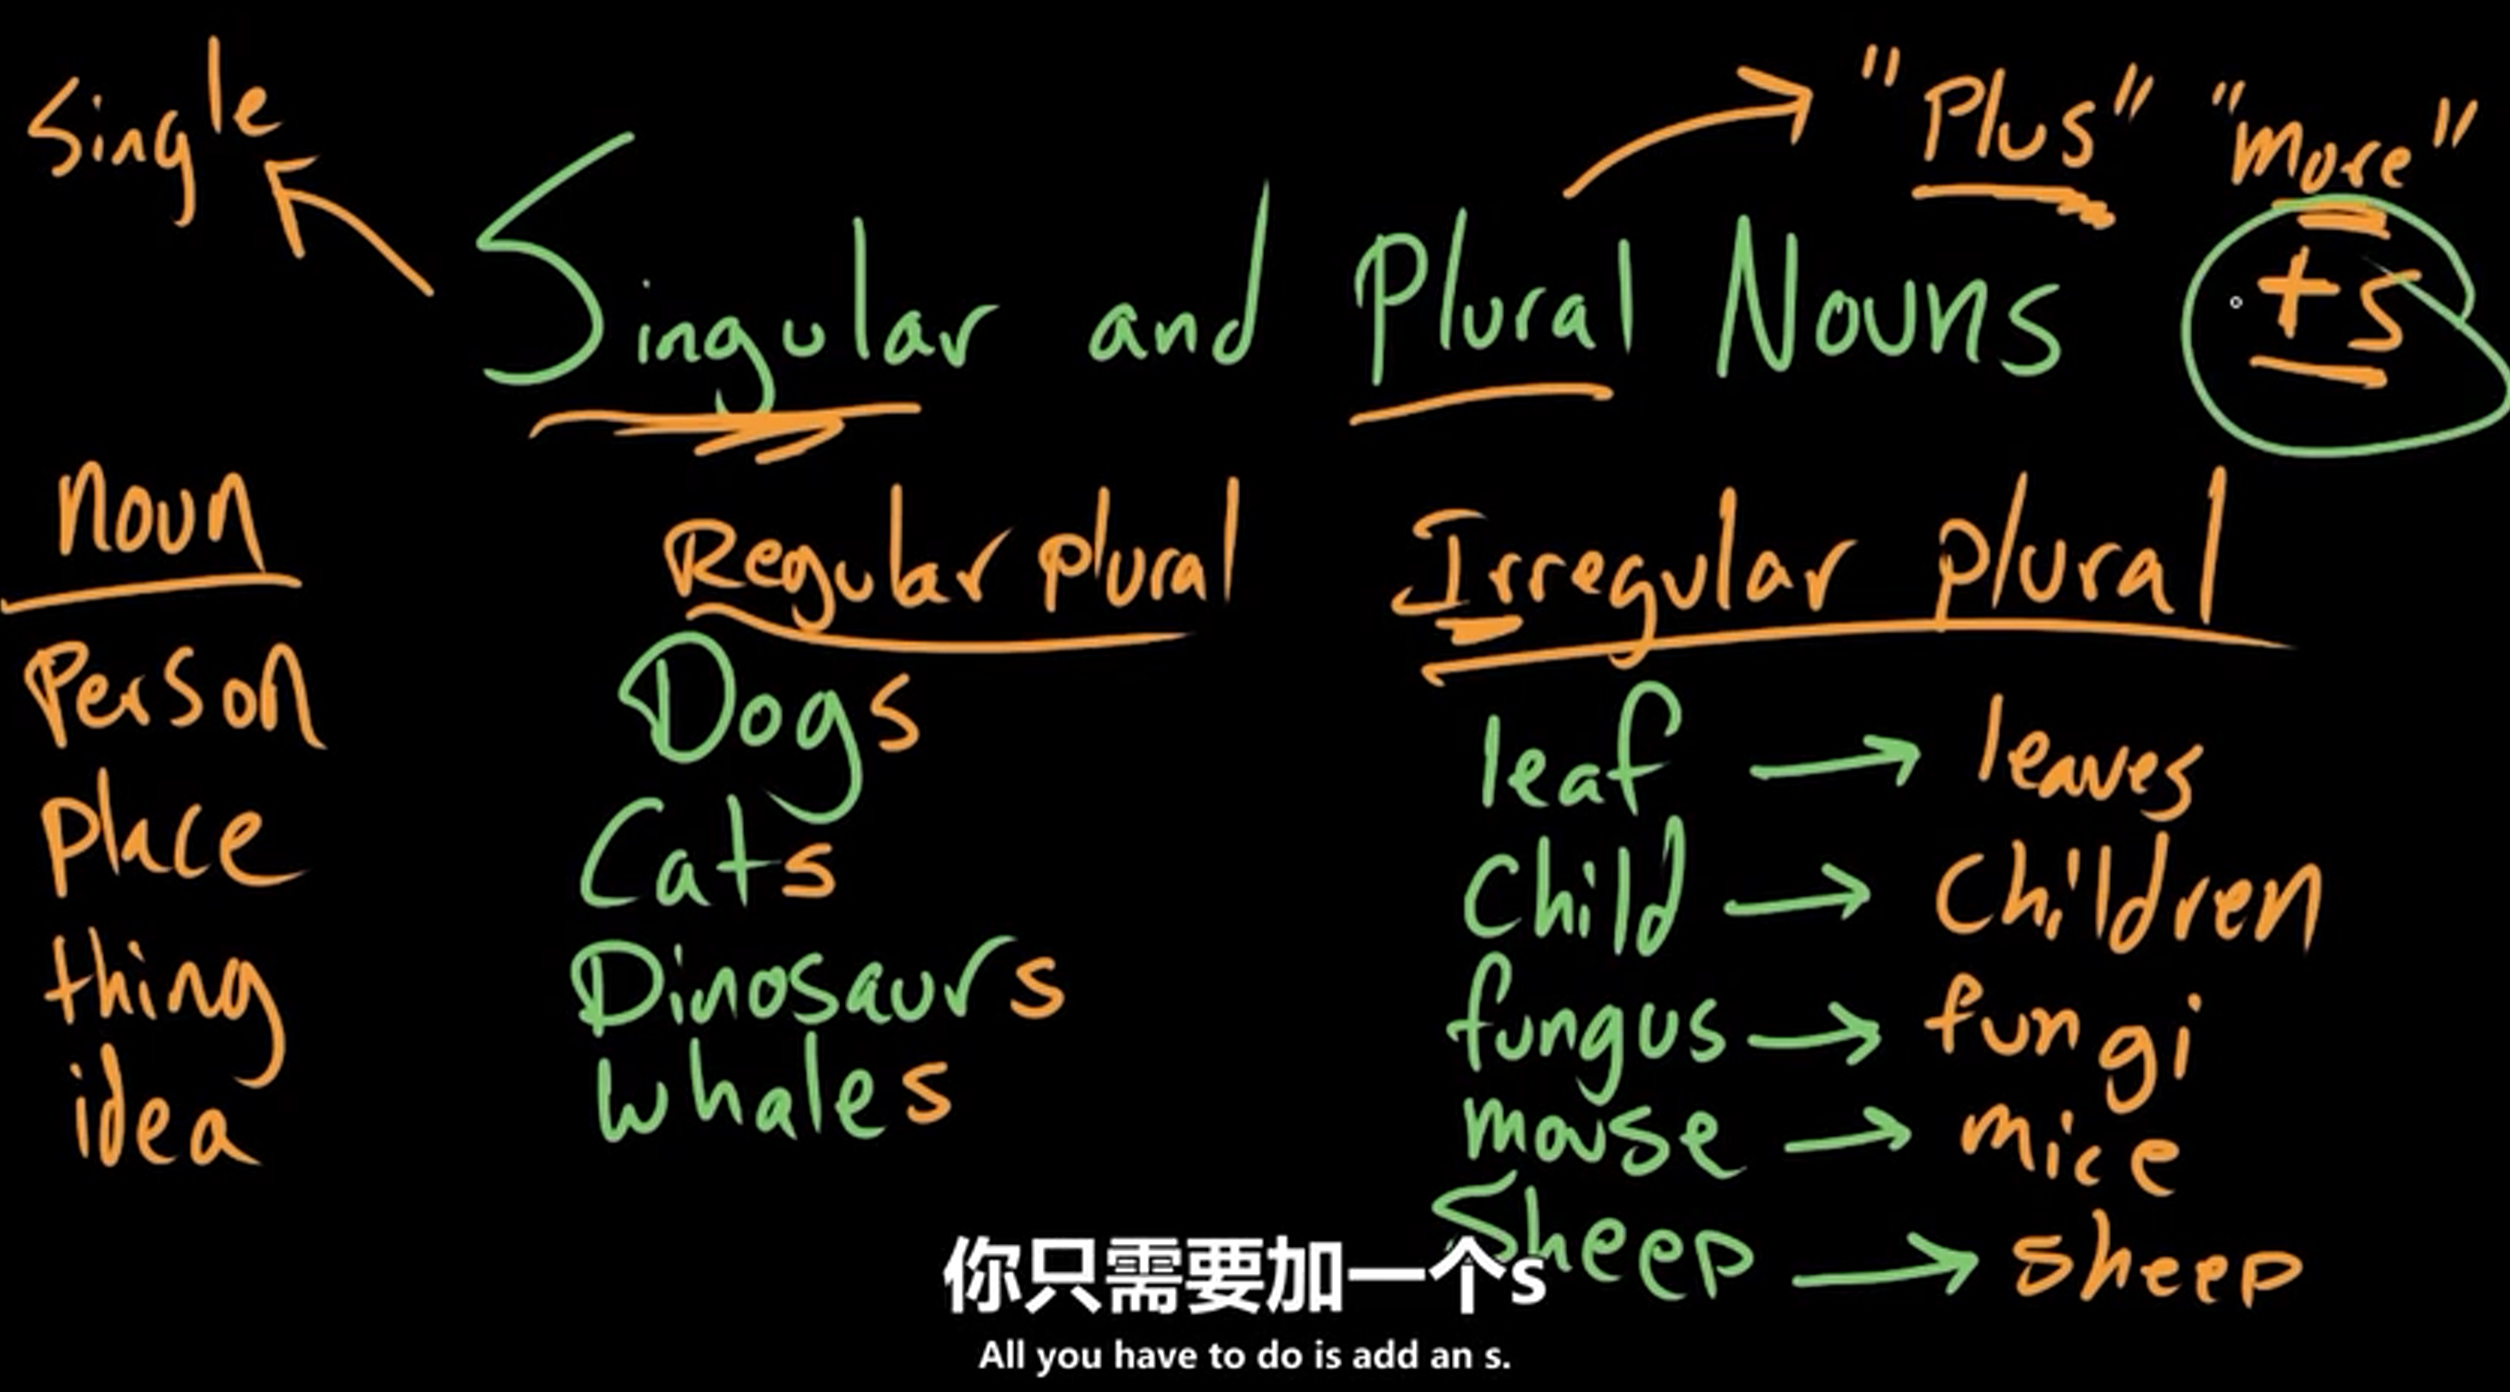 Single
"Plus" "more"
Singular and Plural Nouns
+s
noun
Person
place
thing
idea
Regular plural
Dogs
Cats
Dinosaurs
Whales
Irregular plural
leaf → leaves
Child → Children
fungus → fungi
mouse → mice
Sheep → sheep
你只需要加一个s
All you have to do is add an s.